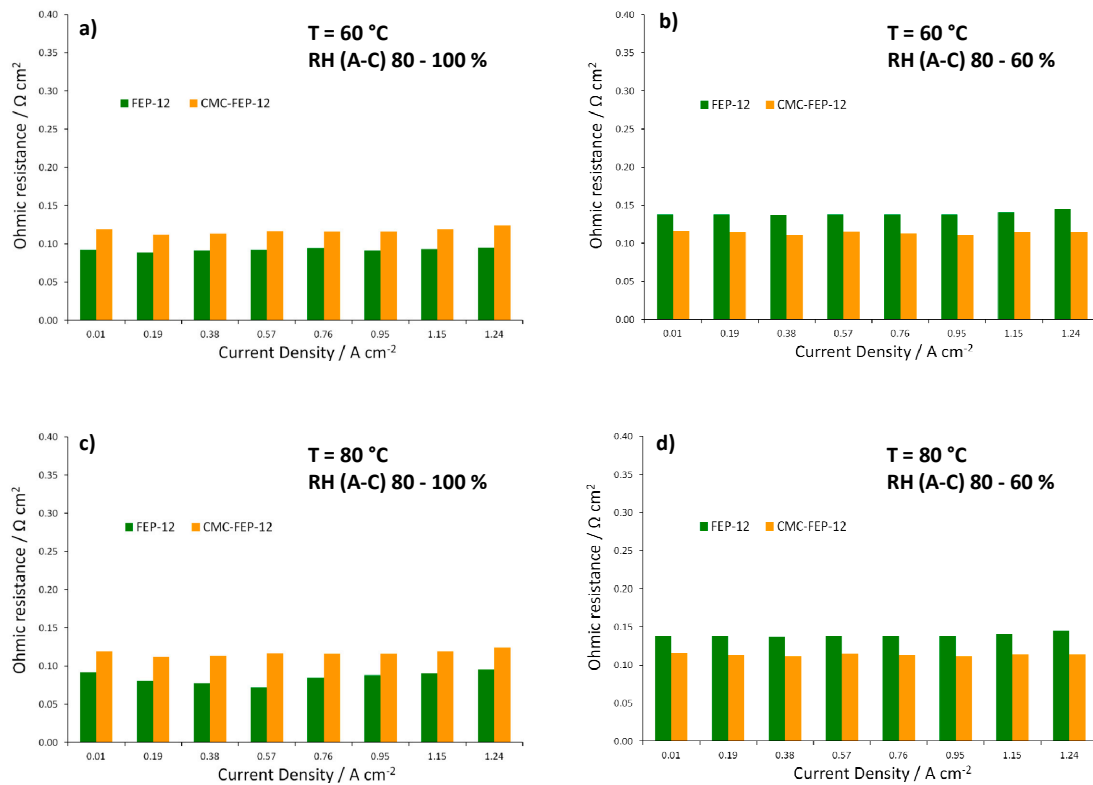 a)
T = 60 °C
RH (A-C) 80 - 100 %
FEP-12 CMC-FEP-12
Ohmic resistance / Ω cm²
0.40
0.35
0.30
0.25
0.20
0.15
0.10
0.05
0.00
0.01 0.19 0.38 0.57 0.76 0.95 1.15 1.24
Current Density / A cm⁻²
b)
T = 60 °C
RH (A-C) 80 - 60 %
FEP-12 CMC-FEP-12
Ohmic resistance / Ω cm²
0.40
0.35
0.30
0.25
0.20
0.15
0.10
0.05
0.00
0.01 0.19 0.38 0.57 0.76 0.95 1.15 1.24
Current Density / A cm⁻²
c)
T = 80 °C
RH (A-C) 80 - 100 %
FEP-12 CMC-FEP-12
Ohmic resistance / Ω cm²
0.40
0.35
0.30
0.25
0.20
0.15
0.10
0.05
0.00
0.01 0.19 0.38 0.57 0.76 0.95 1.15 1.24
Current Density / A cm⁻²
d)
T = 80 °C
RH (A-C) 80 - 60 %
FEP-12 CMC-FEP-12
Ohmic resistance / Ω cm²
0.40
0.35
0.30
0.25
0.20
0.15
0.10
0.05
0.00
0.01 0.19 0.38 0.57 0.76 0.95 1.15 1.24
Current Density / A cm⁻²